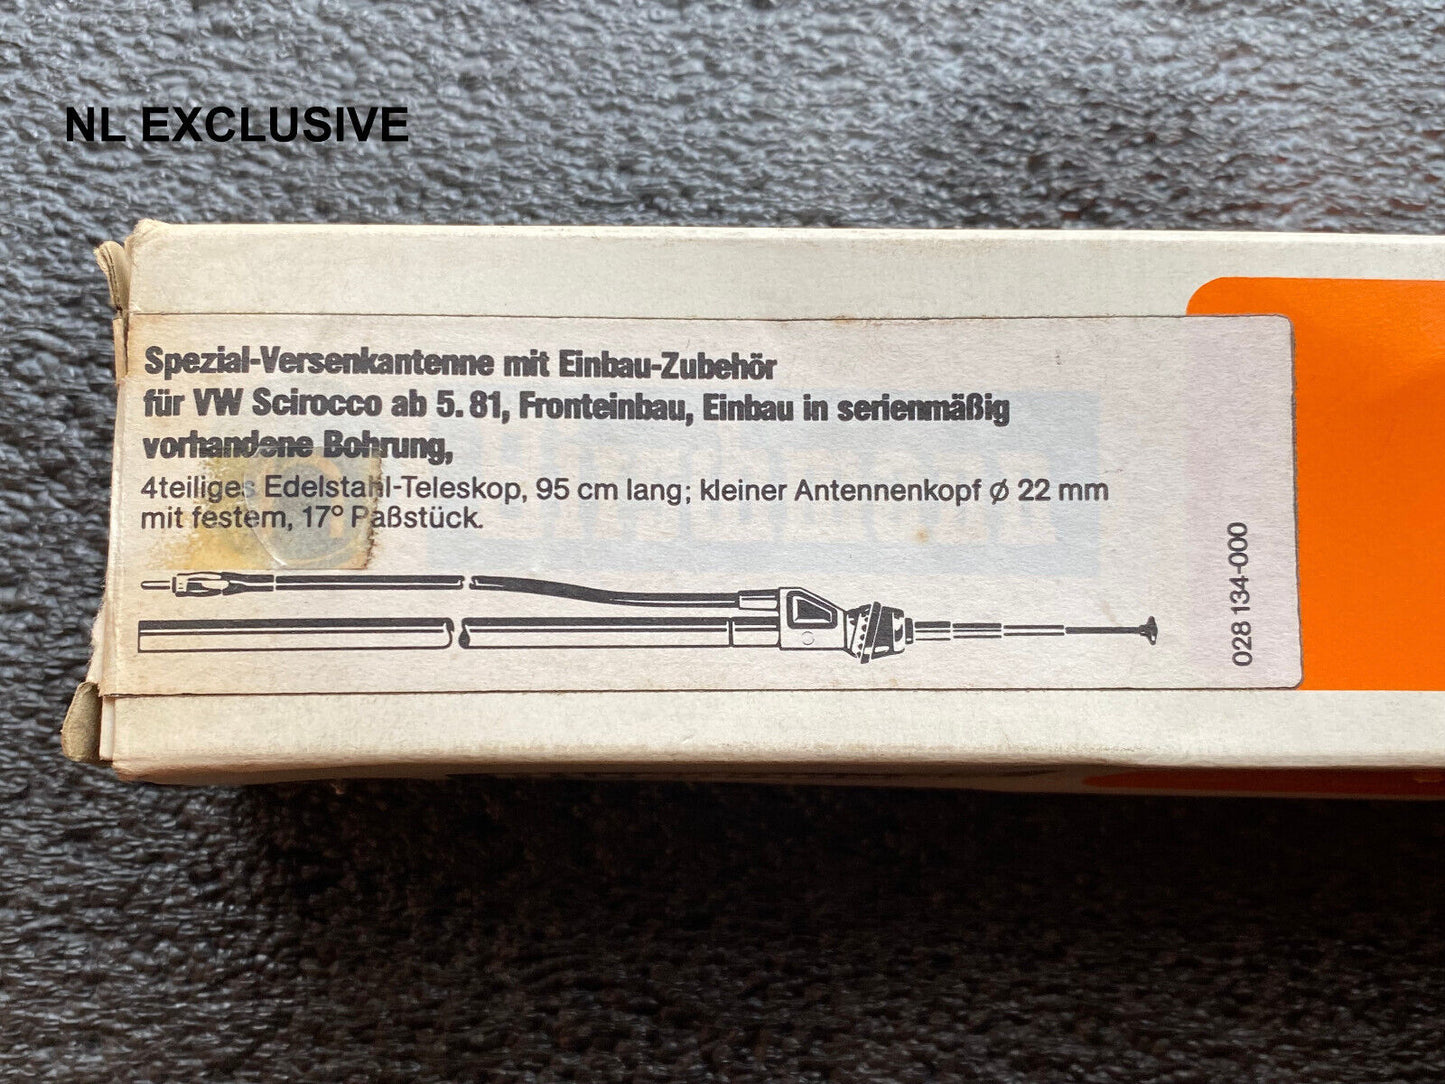 NL EXCLUSIVE
Spezial-Versenkantenne mit Einbau-Zubehör
für VW Scirocco ab 5.81, Fronteinbau, Einbau in serienmäßig
vorhandene Bohrung,
4teiliges Edelstahl-Teleskop, 95 cm lang; kleiner Antennenkopf ⌀ 22 mm
mit festem, 17° Paßstück.
028 134-000